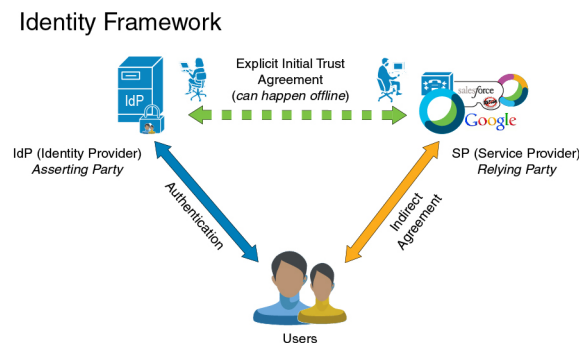 Identity Framework
Explicit Initial Trust
Agreement
(can happen offline)
IdP
salesforce
Google
IdP (Identity Provider)
Asserting Party
SP (Service Provider)
Relying Party
Authentication
Indirect
Agreement
Users